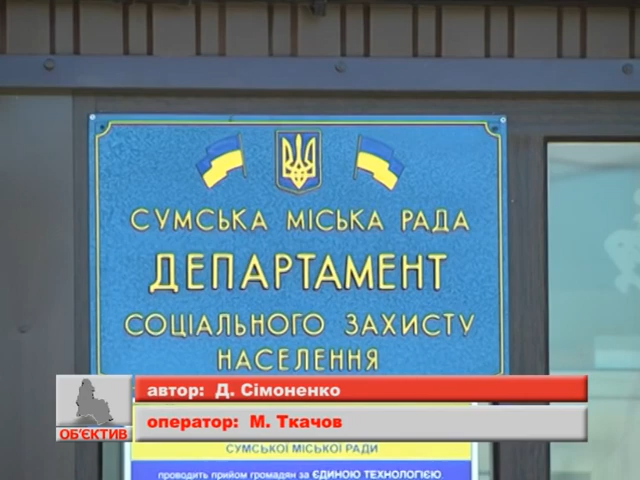 СУМСЬКА МІСЬКА РАДА
ДЕПАРТАМЕНТ
СОЦІАЛЬНОГО ЗАХИСТУ
НАСЕЛЕННЯ
автор: Д. Сімоненко
оператор: М. Ткачов
ОБ'ЄКТИВ
СУМСЬКОЇ МІСЬКОЇ РАДИ
проводить прийом громадян за ЄДИНОЮ ТЕХНОЛОГІЄЮ